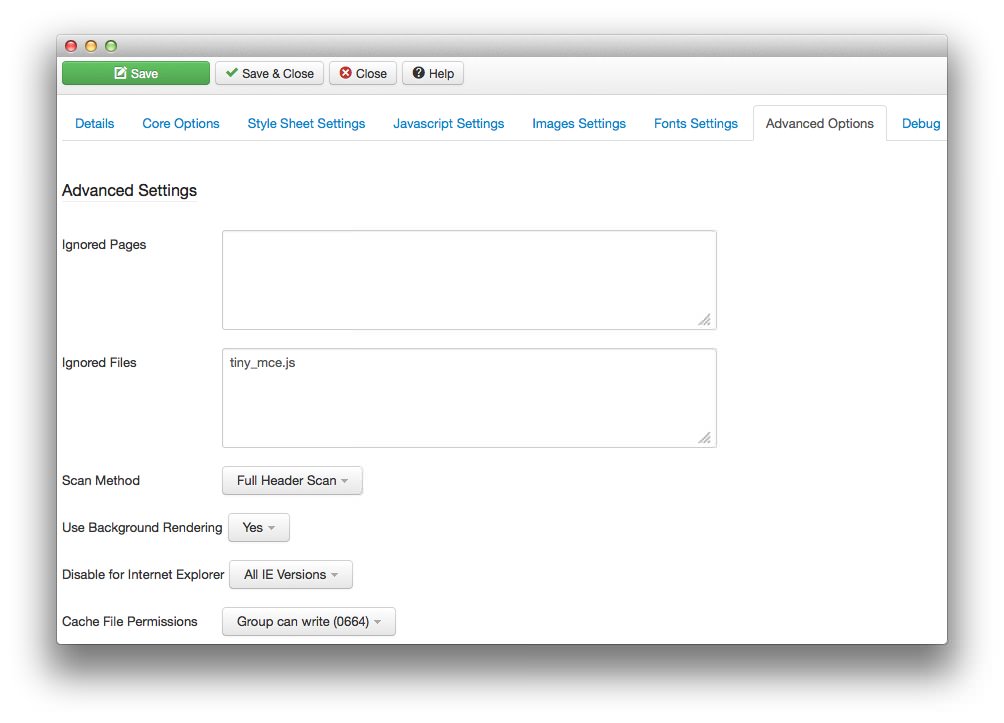 Save Save & Close Close Help
Details Core Options Style Sheet Settings Javascript Settings Images Settings Fonts Settings Advanced Options Debug
Advanced Settings
Ignored Pages
Ignored Files tiny_mce.js
Scan Method Full Header Scan
Use Background Rendering Yes
Disable for Internet Explorer All IE Versions
Cache File Permissions Group can write (0664)